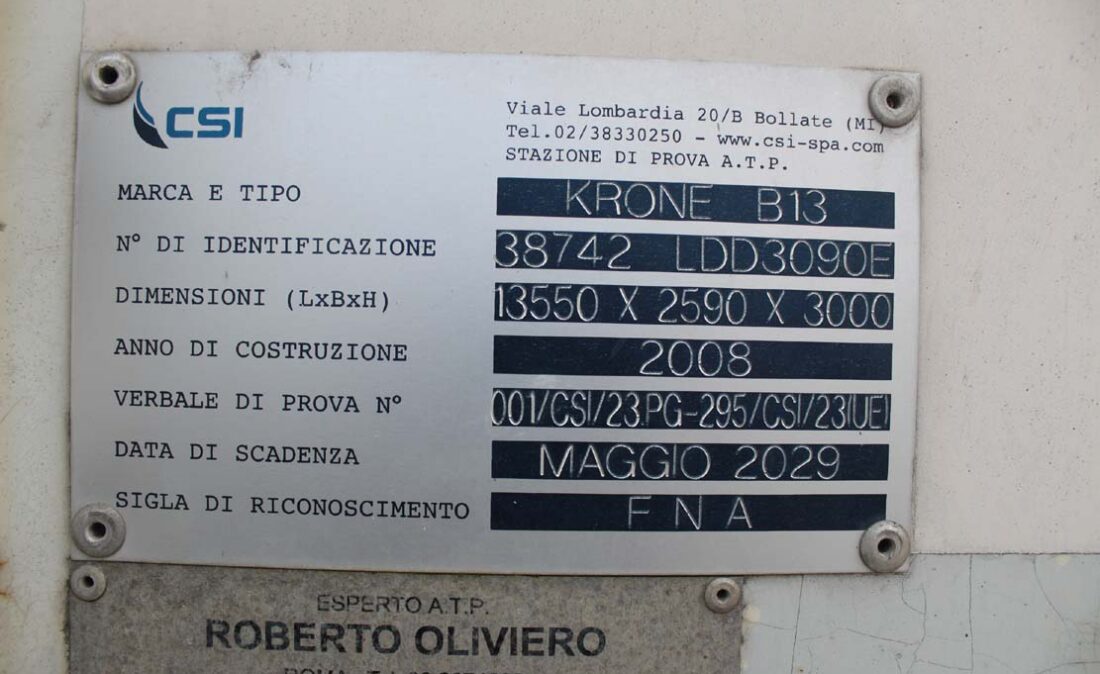 CSI
Viale Lombardia 20/B Bollate (MI)
Tel.02/38330250 - www.csi-spa.com
STAZIONE DI PROVA A.T.P.
MARCA E TIPO KRONE B13
N° DI IDENTIFICAZIONE 38742 LDD3090E
DIMENSIONI (LxBxH) 13550 X 2590 X 3000
ANNO DI COSTRUZIONE 2008
VERBALE DI PROVA N° 001/CSI/23.PG-295/CSI/23(UE)
DATA DI SCADENZA MAGGIO 2029
SIGLA DI RICONOSCIMENTO F N A
ESPERTO A.T.P.
ROBERTO OLIVIERO